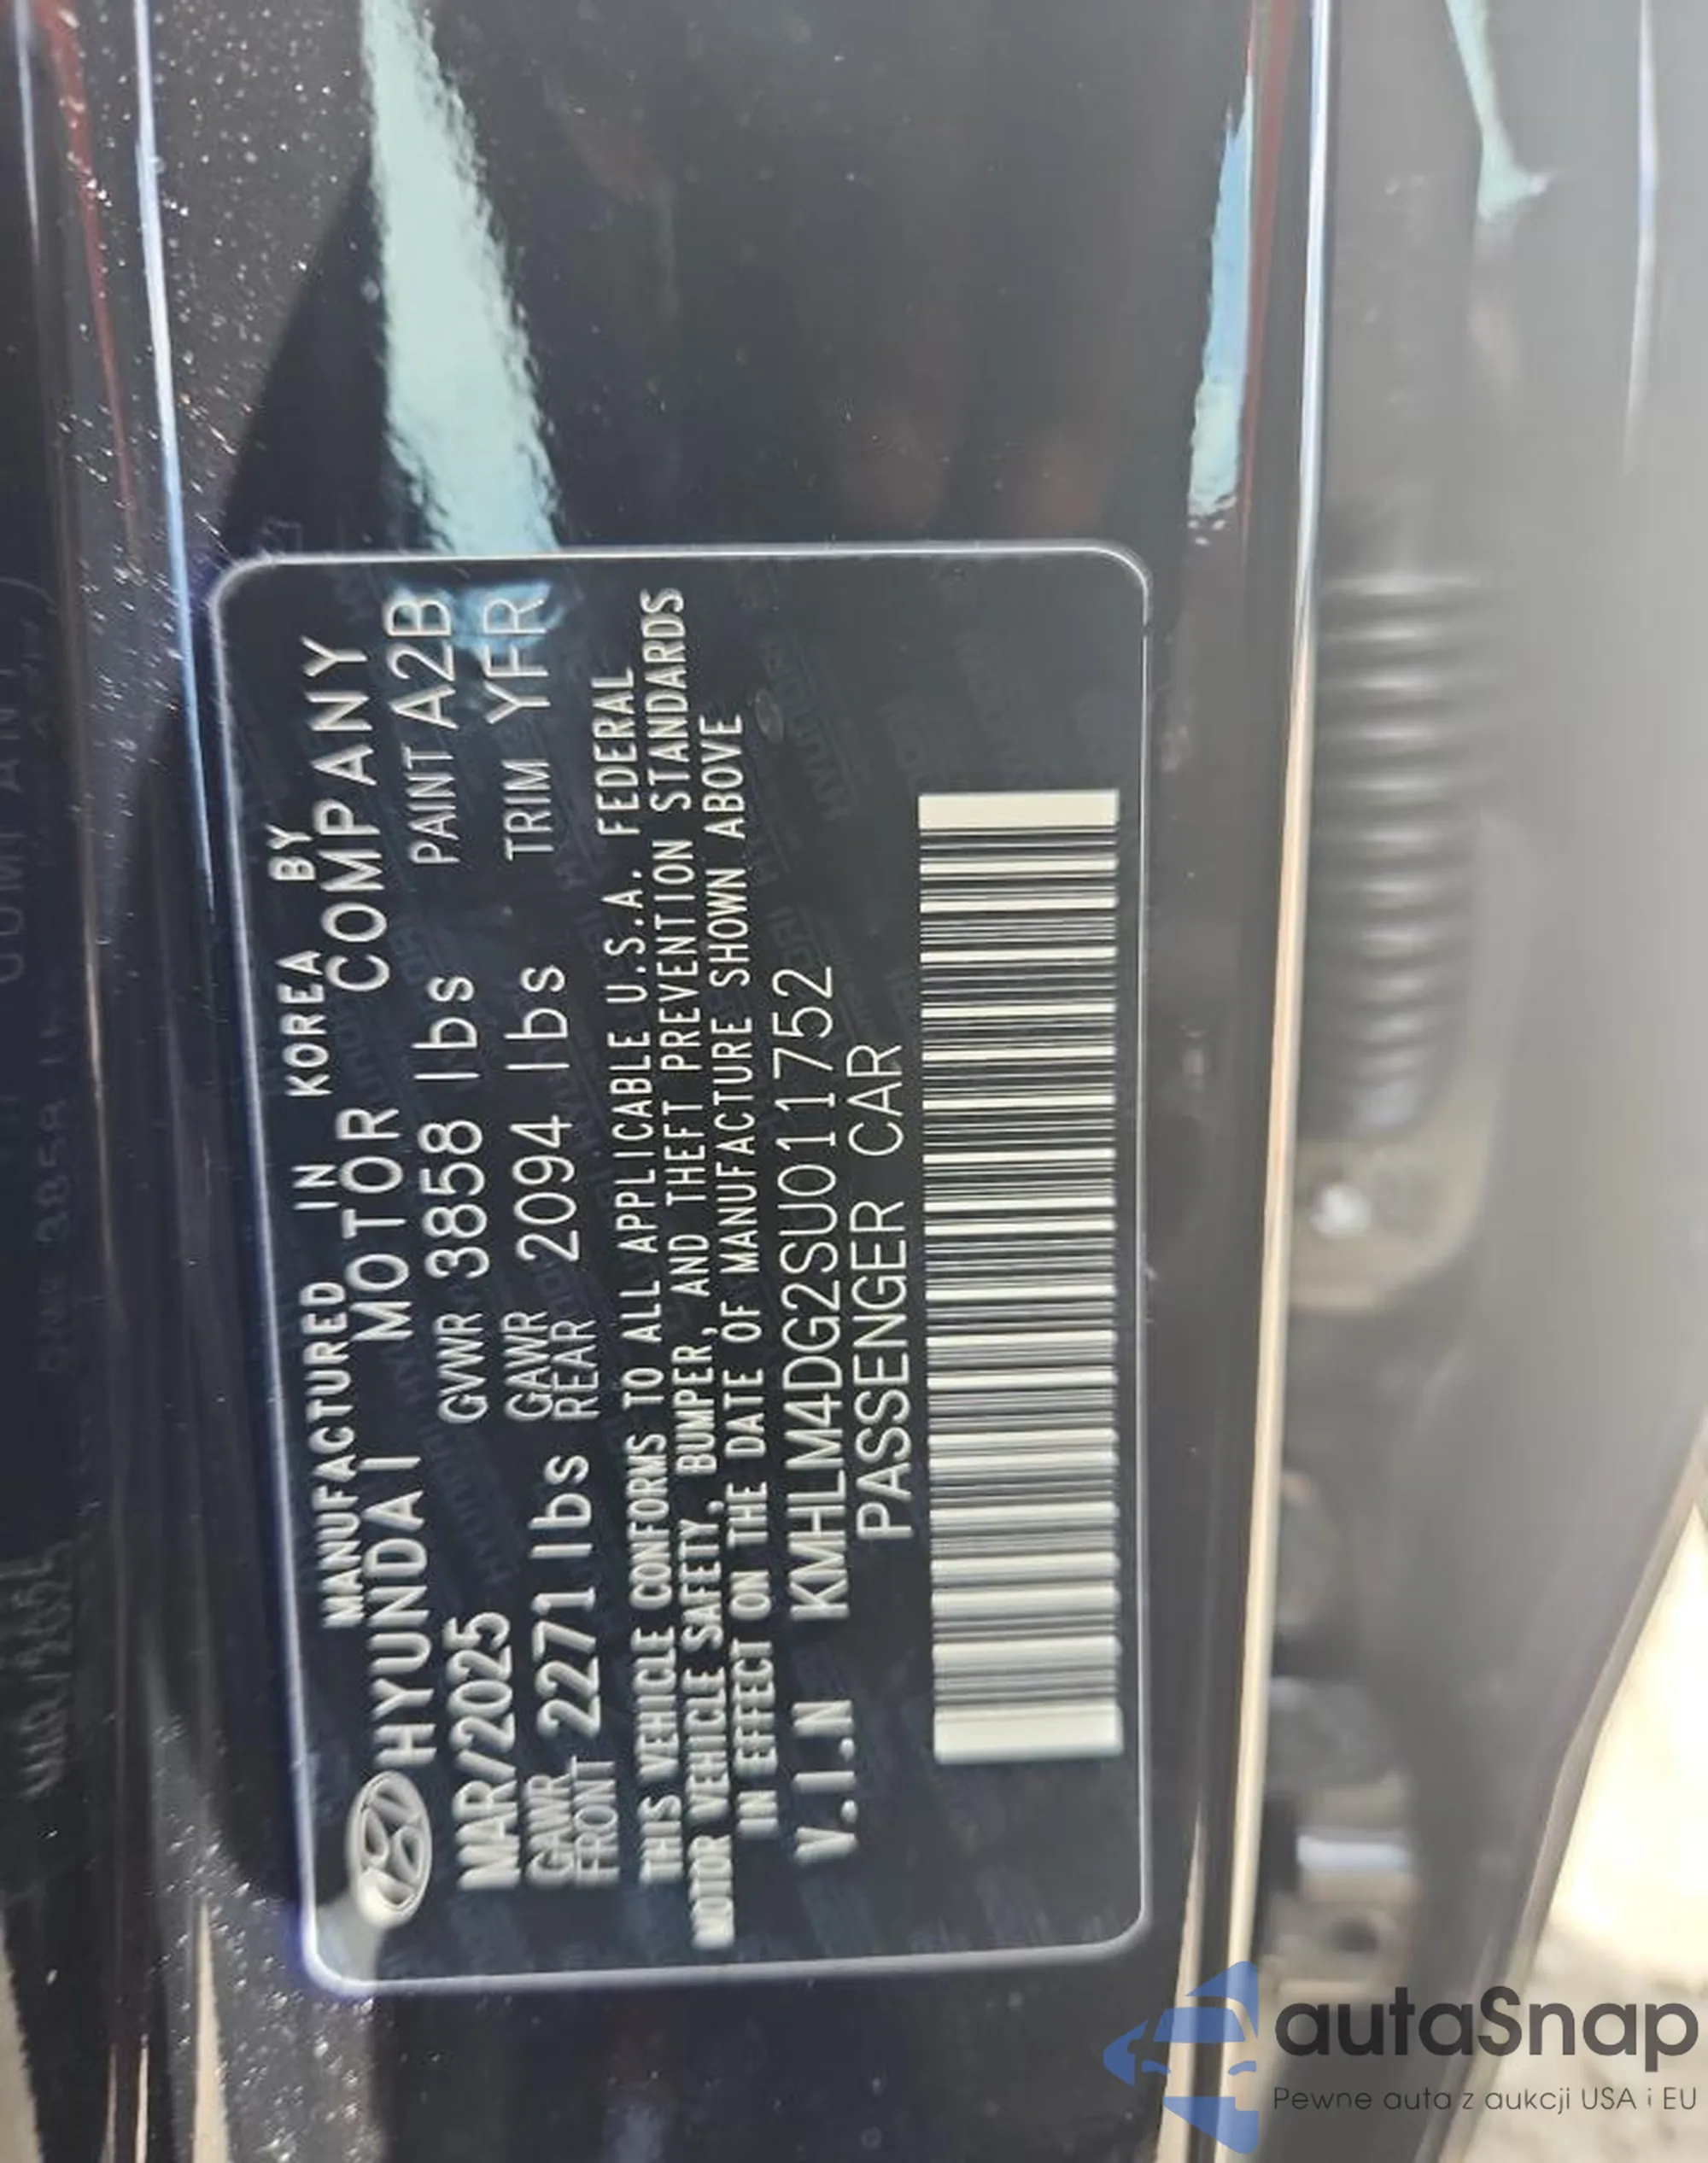 MANUFACTURED IN KOREA BY
HYUNDAI MOTOR COMPANY
MAR/2025 GVWR 3858 lbs PAINT A2B
GAWR FRONT 2271 lbs GAWR REAR 2094 lbs TRIM YFR
THIS VEHICLE CONFORMS TO ALL APPLICABLE U.S.A. FEDERAL
MOTOR VEHICLE SAFETY, BUMPER, AND THEFT PREVENTION STANDARDS
IN EFFECT ON THE DATE OF MANUFACTURE SHOWN ABOVE
V.I.N KMHLM4DG2SU011752
PASSENGER CAR
autaSnap
Pewne auta z aukcji USA i EU